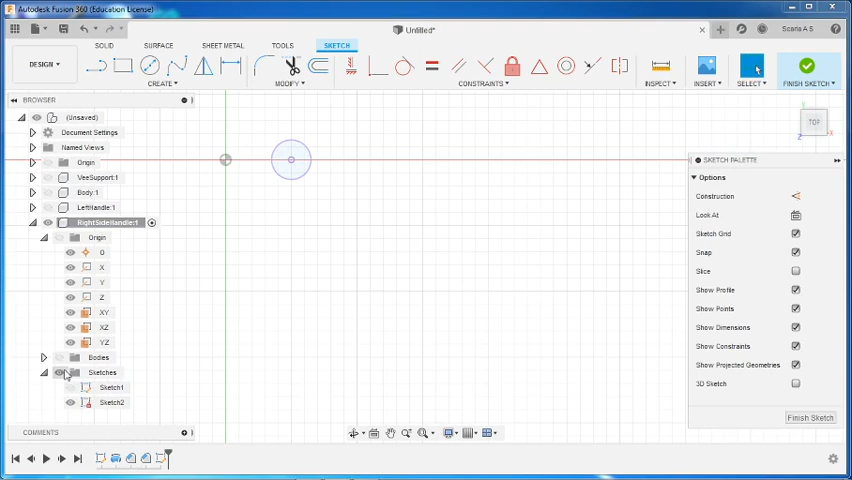 Autodesk Fusion 360 (Education License)
Untitled*
Scaria A S
SOLID SURFACE SHEET METAL TOOLS SKETCH
DESIGN
CREATE MODIFY CONSTRAINTS INSPECT INSERT SELECT FINISH SKETCH
BROWSER
(Unsaved)
Document Settings
Named Views
Origin
VeeSupport:1
Body:1
LeftHandle:1
RightSideHandle:1
Origin
O
X
Y
Z
XY
XZ
YZ
Bodies
Sketches
Sketch1
Sketch2
COMMENTS
TOP
Y
X
Z
SKETCH PALETTE
Options
Construction
Look At
Sketch Grid
Snap
Slice
Show Profile
Show Points
Show Dimensions
Show Constraints
Show Projected Geometries
3D Sketch
Finish Sketch